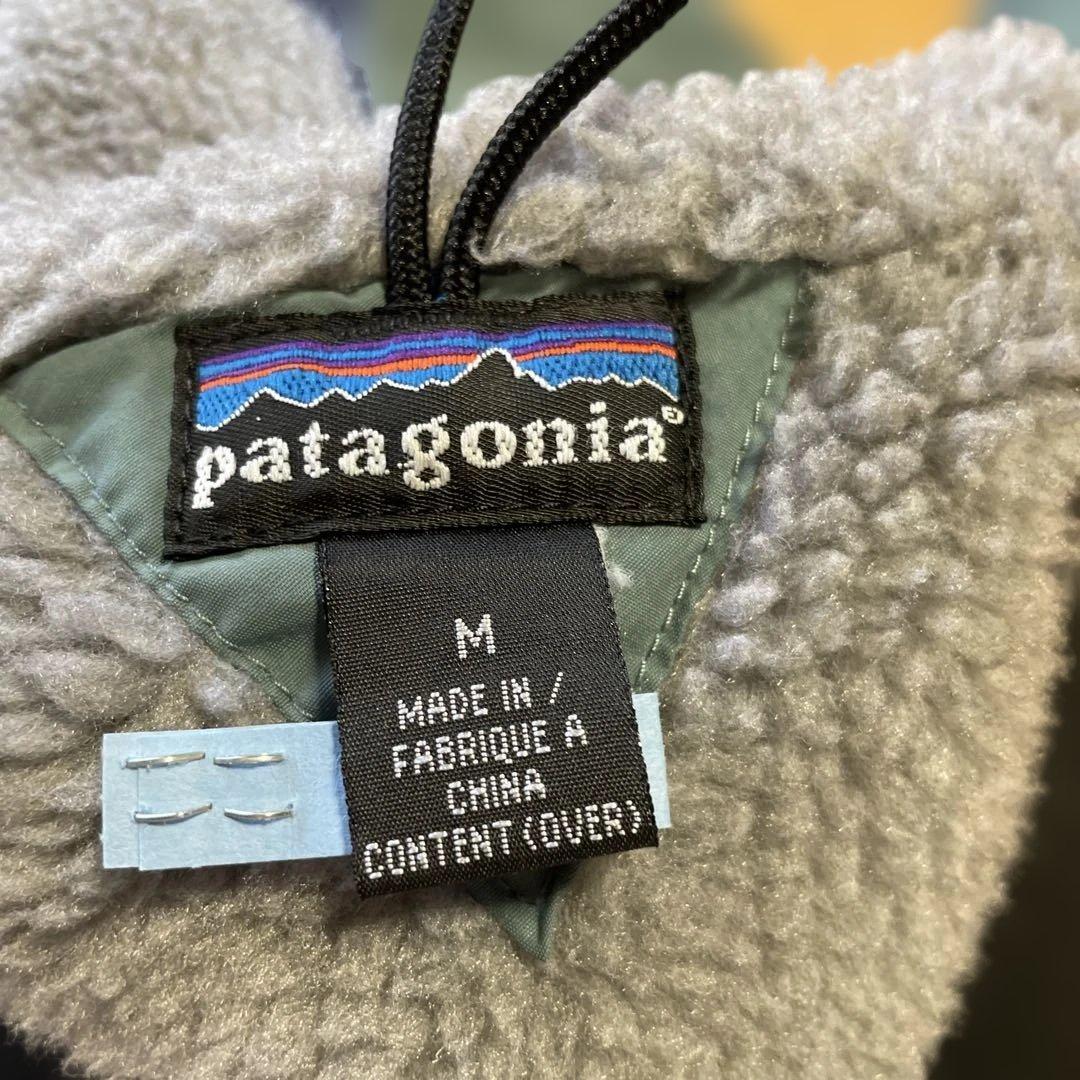 patagonia®
M
MADE IN /
FABRIQUE A
CHINA
CONTENT (OVER)